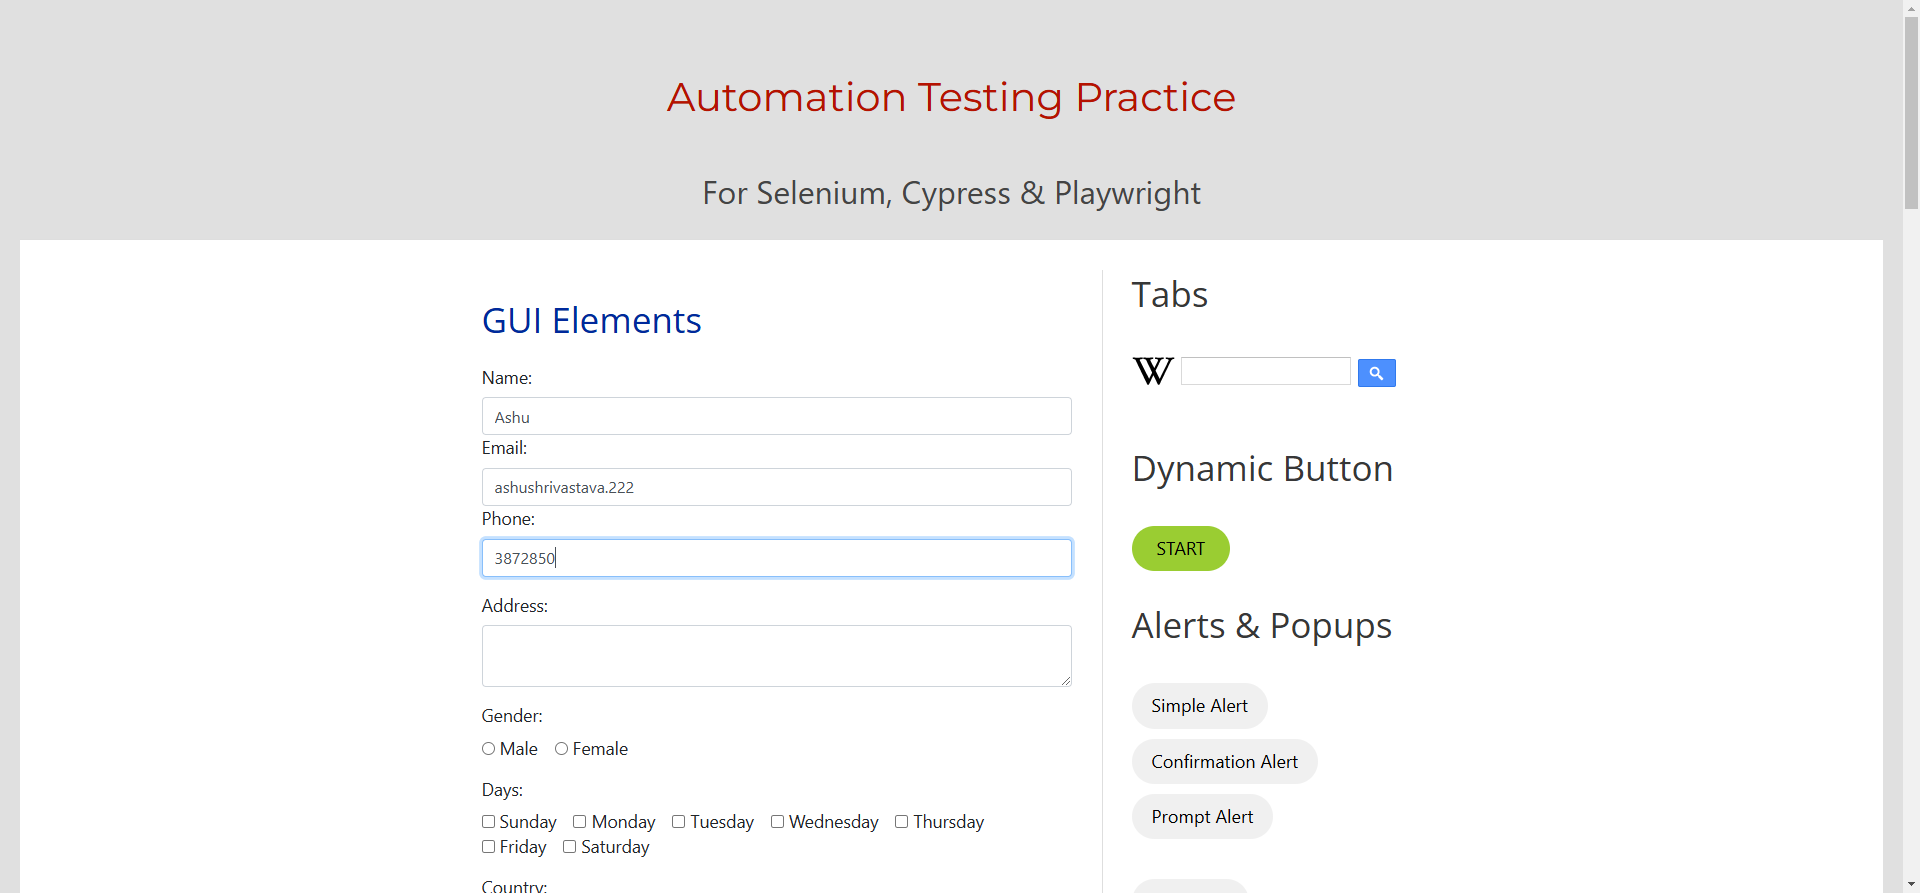 Automation Testing Practice
For Selenium, Cypress & Playwright
GUI Elements
Name:
Ashu
Email:
ashushrivastava.222
Phone:
3872850
Address:
Gender:
Male Female
Days:
Sunday Monday Tuesday Wednesday Thursday
Friday Saturday
Country:
Tabs
W
Dynamic Button
START
Alerts & Popups
Simple Alert
Confirmation Alert
Prompt Alert